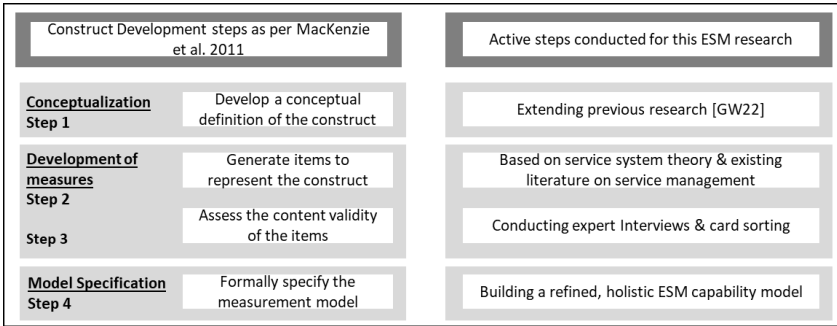 Construct Development steps as per MacKenzie
et al. 2011
Active steps conducted for this ESM research
Conceptualization
Step 1
Develop a conceptual
definition of the construct
Extending previous research [GW22]
Development of
measures
Step 2
Generate items to
represent the construct
Based on service system theory & existing
literature on service management
Step 3
Assess the content validity
of the items
Conducting expert Interviews & card sorting
Model Specification
Step 4
Formally specify the
measurement model
Building a refined, holistic ESM capability model